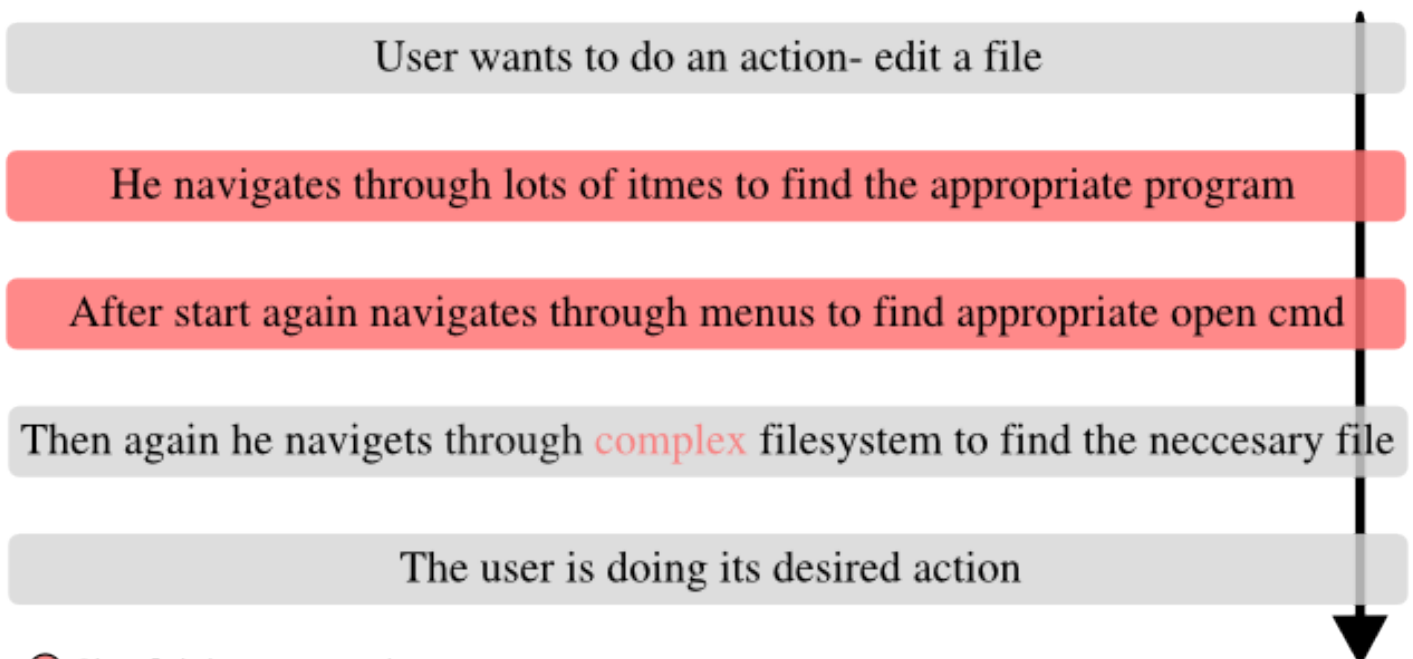 User wants to do an action- edit a file
He navigates through lots of itmes to find the appropriate program
After start again navigates through menus to find appropriate open cmd
Then again he navigets through complex filesystem to find the neccesary file
The user is doing its desired action